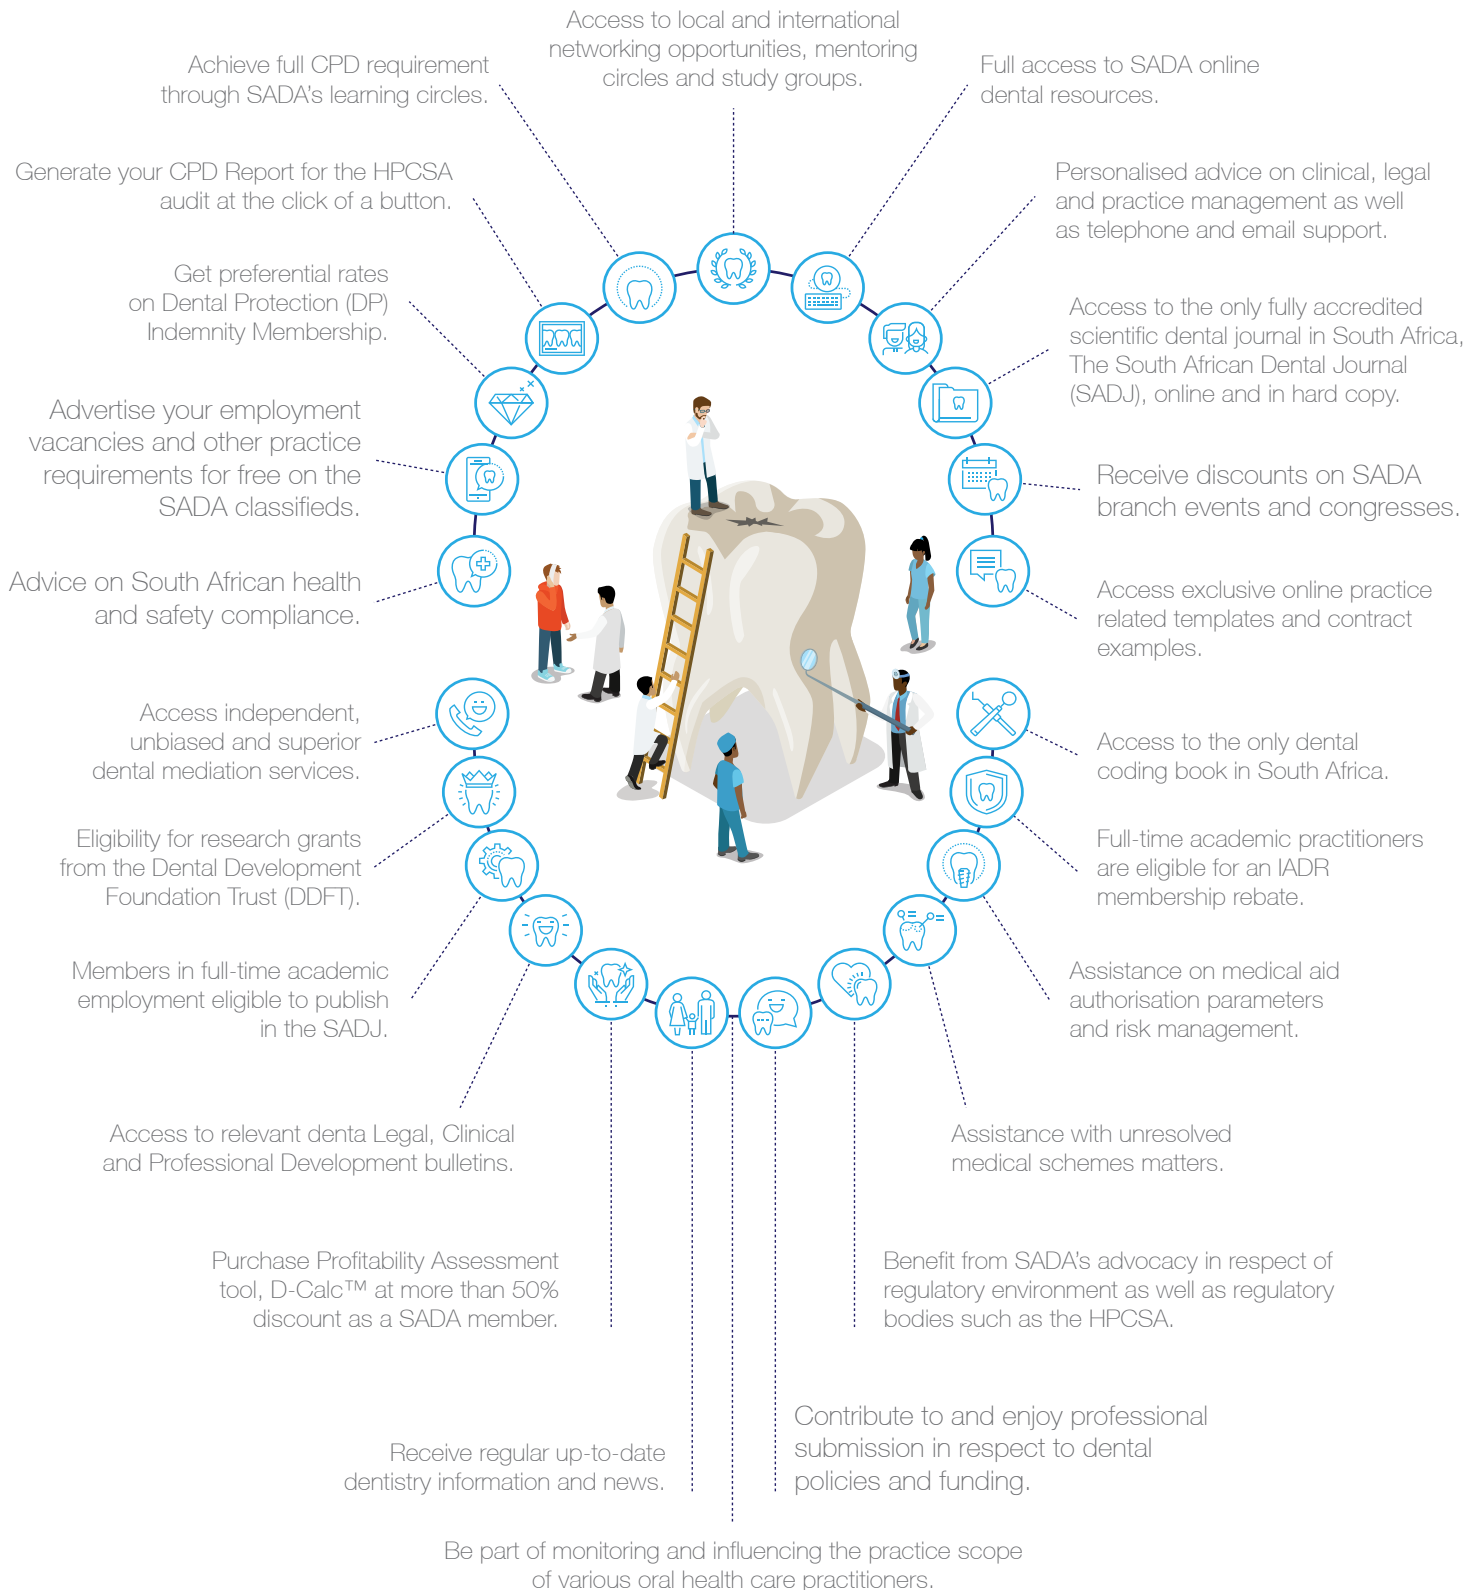 Access to local and international
networking opportunities, mentoring
circles and study groups.
Achieve full CPD requirement
through SADA's learning circles.
Full access to SADA online
dental resources.
Generate your CPD Report for the HPCSA
audit at the click of a button.
Personalised advice on clinical, legal
and practice management as well
as telephone and email support.
Get preferential rates
on Dental Protection (DP)
Indemnity Membership.
Access to the only fully accredited
scientific dental journal in South Africa,
The South African Dental Journal
(SADJ), online and in hard copy.
Advertise your employment
vacancies and other practice
requirements for free on the
SADA classifieds.
Receive discounts on SADA
branch events and congresses.
Advice on South African health
and safety compliance.
Access exclusive online practice
related templates and contract
examples.
Access independent,
unbiased and superior
dental mediation services.
Access to the only dental
coding book in South Africa.
Eligibility for research grants
from the Dental Development
Foundation Trust (DDFT).
Full-time academic practitioners
are eligible for an IADR
membership rebate.
Members in full-time academic
employment eligible to publish
in the SADJ.
Assistance on medical aid
authorisation parameters
and risk management.
Access to relevant denta Legal, Clinical
and Professional Development bulletins.
Assistance with unresolved
medical schemes matters.
Purchase Profitability Assessment
tool, D-Calc™ at more than 50%
discount as a SADA member.
Benefit from SADA's advocacy in respect of
regulatory environment as well as regulatory
bodies such as the HPCSA.
Receive regular up-to-date
dentistry information and news.
Contribute to and enjoy professional
submission in respect to dental
policies and funding.
Be part of monitoring and influencing the practice scope
of various oral health care practitioners.